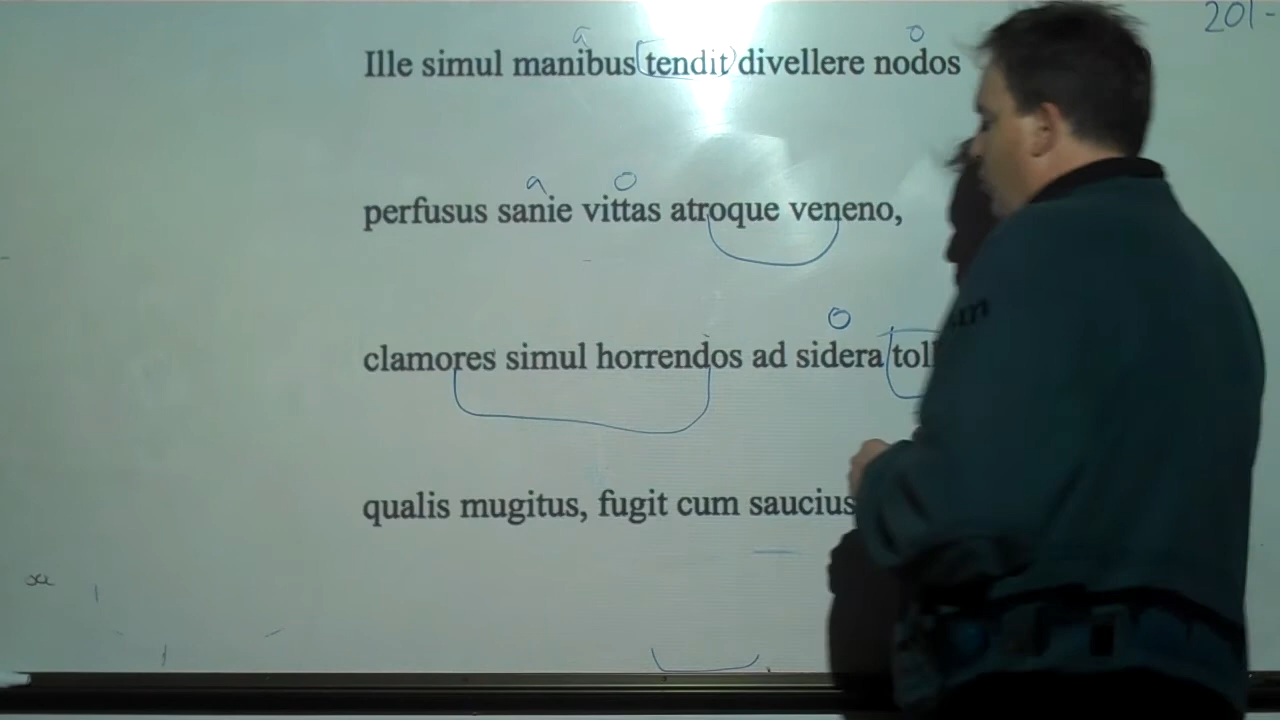 201-
a o
Ille simul manibus tendit divellere nodos
a o
perfusus sanie vittas atroque veneno,
o
clamores simul horrendos ad sidera toll
qualis mugitus, fugit cum saucius